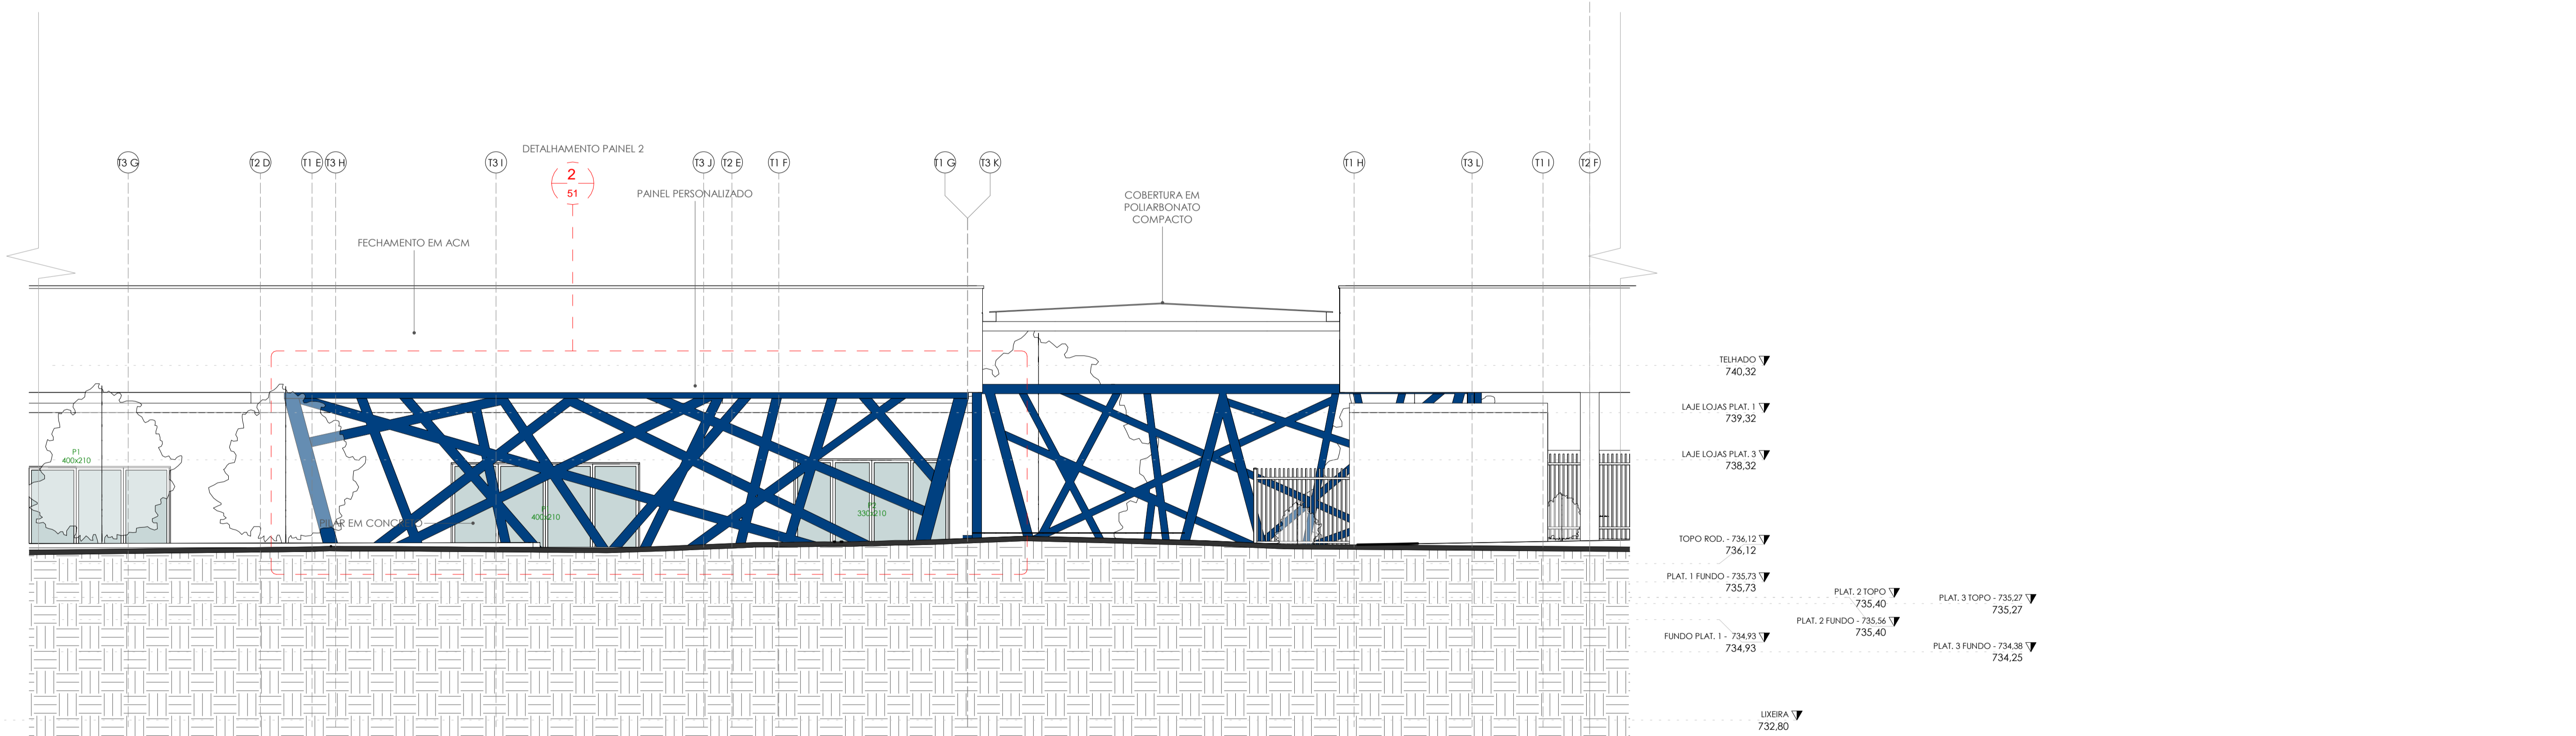 DETALHAMENTO PAINEL 2
T3 G
T2 D
T1 E
T3 H
T3 I
2
51
T3 J
T2 E
T1 F
T1 G
T3 K
T1 H
T3 L
T1 I
T2 F
PAINEL PERSONALIZADO
COBERTURA EM
POLIARBONATO
COMPACTO
FECHAMENTO EM ACM
TELHADO
740,32
LAJE LOJAS PLAT. 1
739,32
LAJE LOJAS PLAT. 3
738,32
P1
400x210
P2
330x210
400x210
PILAR EM CONCRETO
TOPO ROD. - 736,12
736,12
PLAT. 1 FUNDO - 735,73
735,73
PLAT. 2 TOPO
735,40
PLAT. 3 TOPO - 735,27
735,27
PLAT. 2 FUNDO - 735,56
735,40
FUNDO PLAT. 1 - 734,93
734,93
PLAT. 3 FUNDO - 734,38
734,25
LIXEIRA
732,80